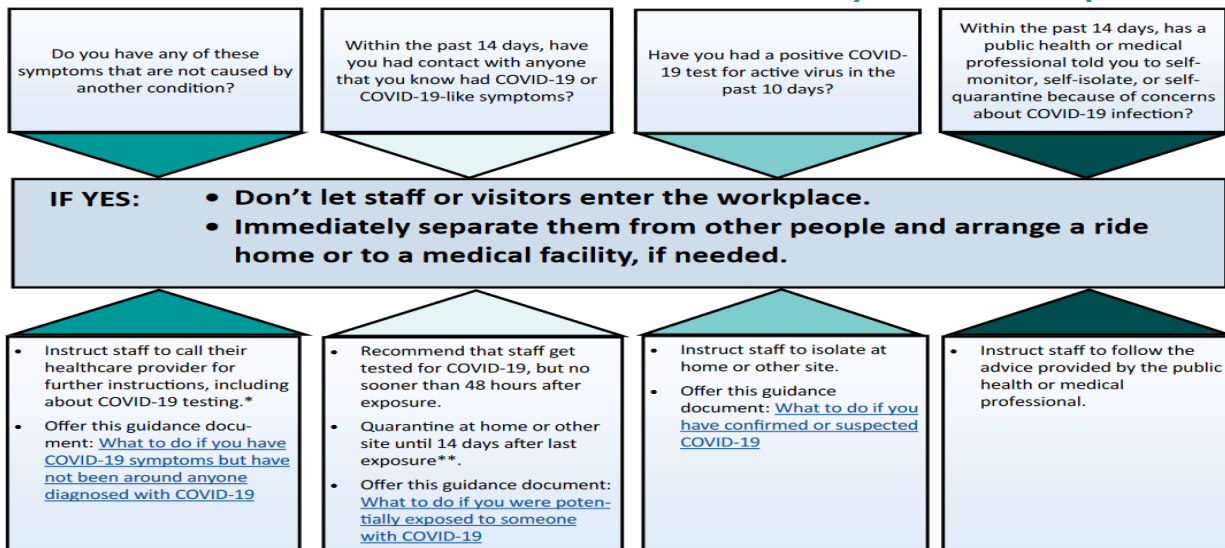 Do you have any of these
symptoms that are not caused by
another condition?
Within the past 14 days, have
you had contact with anyone
that you know had COVID-19 or
COVID-19-like symptoms?
Have you had a positive COVID-
19 test for active virus in the
past 10 days?
Within the past 14 days, has a
public health or medical
professional told you to self-
monitor, self-isolate, or self-
quarantine because of concerns
about COVID-19 infection?
IF YES:
• Don’t let staff or visitors enter the workplace.
• Immediately separate them from other people and arrange a ride
home or to a medical facility, if needed.
• Instruct staff to call their
healthcare provider for
further instructions, including
about COVID-19 testing.*
• Offer this guidance docu-
ment: What to do if you have
COVID-19 symptoms but have
not been around anyone
diagnosed with COVID-19
• Recommend that staff get
tested for COVID-19, but no
sooner than 48 hours after
exposure.
• Quarantine at home or other
site until 14 days after last
exposure**.
• Offer this guidance document:
What to do if you were poten-
tially exposed to someone
with COVID-19
• Instruct staff to isolate at
home or other site.
• Offer this guidance
document: What to do if you
have confirmed or suspected
COVID-19
• Instruct staff to follow the
advice provided by the public
health or medical
professional.